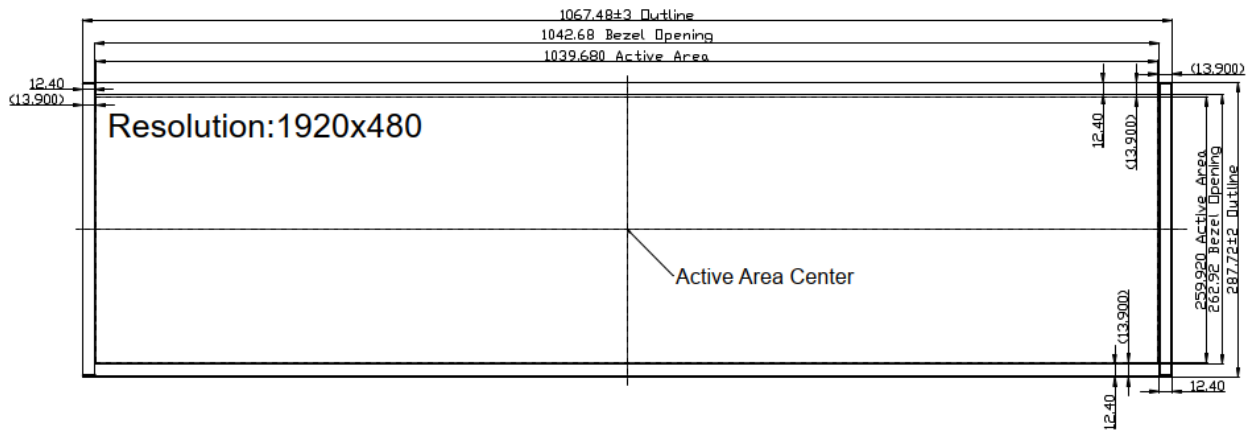 1067.48±3 Outline
1042.68 Bezel Opening
1039.680 Active Area
12.40
(13.900)
(13.900)
12.40
(13.900)
Resolution:1920x480
Active Area Center
259.920 Active Area
262.92 Bezel Opening
287.72±2 Outline
(13.900)
12.40
12.40